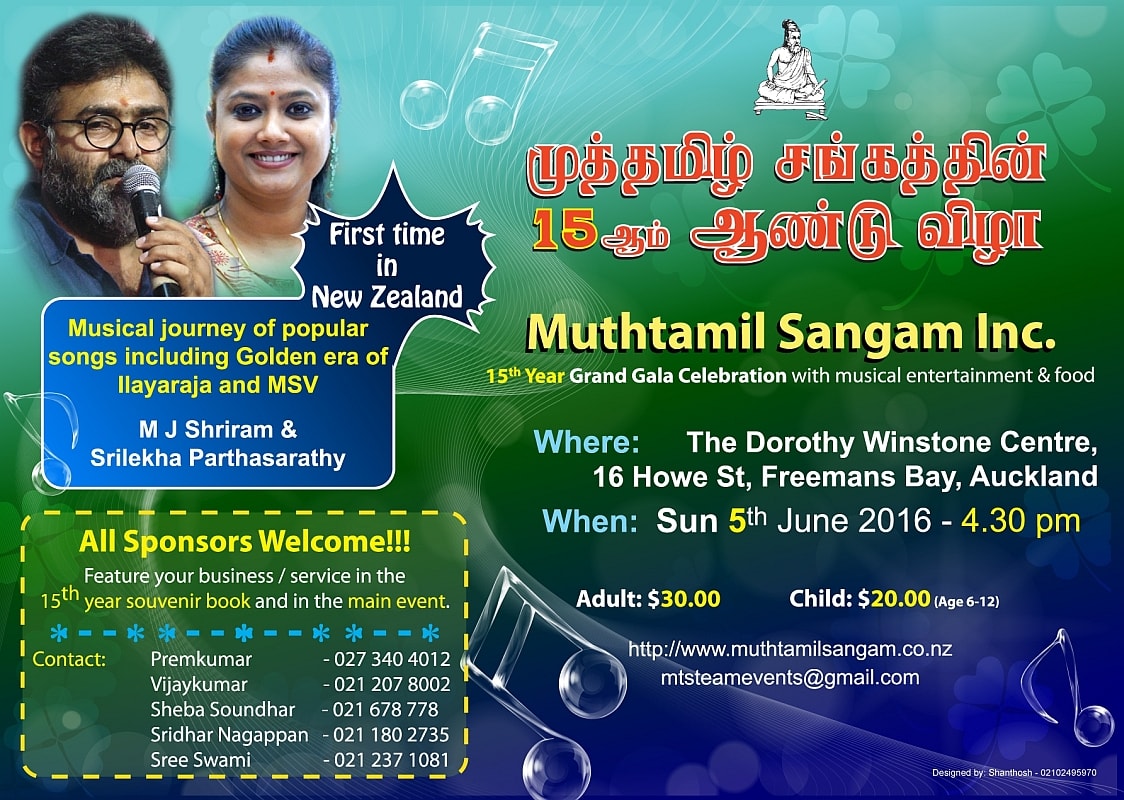 முத்தமிழ் சங்கத்தின்
15ஆம் ஆண்டு விழா
First time
in
New Zealand
Musical journey of popular
songs including Golden era of
Ilayaraja and MSV
M J Shriram &
Srilekha Parthasarathy
Muthtamil Sangam Inc.
15th Year Grand Gala Celebration with musical entertainment & food
Where: The Dorothy Winstone Centre,
16 Howe St, Freemans Bay, Auckland
When: Sun 5th June 2016 - 4.30 pm
All Sponsors Welcome!!!
Feature your business / service in the
15th year souvenir book and in the main event.
Contact: Premkumar - 027 340 4012
Vijaykumar - 021 207 8002
Sheba Soundhar - 021 678 778
Sridhar Nagappan - 021 180 2735
Sree Swami - 021 237 1081
Adult: $30.00 Child: $20.00 (Age 6-12)
http://www.muthtamilsangam.co.nz
mtsteamevents@gmail.com
Designed by: Shanthosh - 02102495970